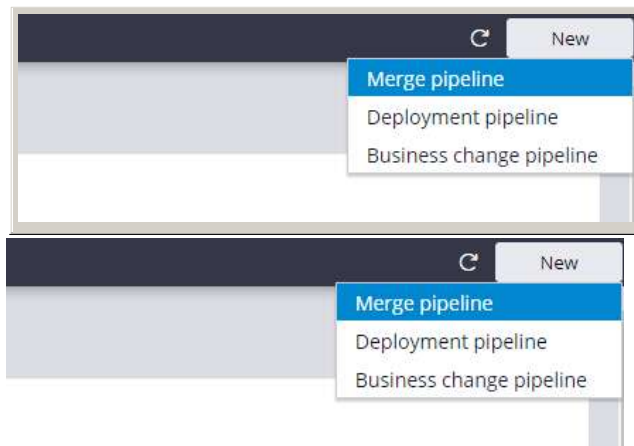 New
Merge pipeline
Deployment pipeline
Business change pipeline
New
Merge pipeline
Deployment pipeline
Business change pipeline